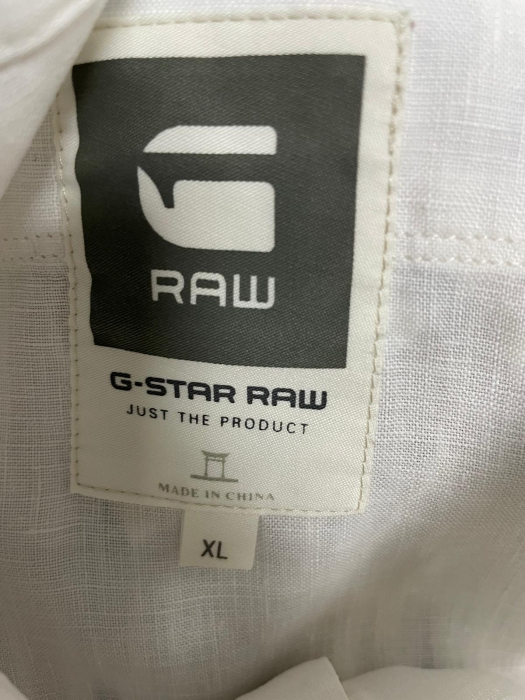 RAW
G-STAR RAW
JUST THE PRODUCT
MADE IN CHINA
XL